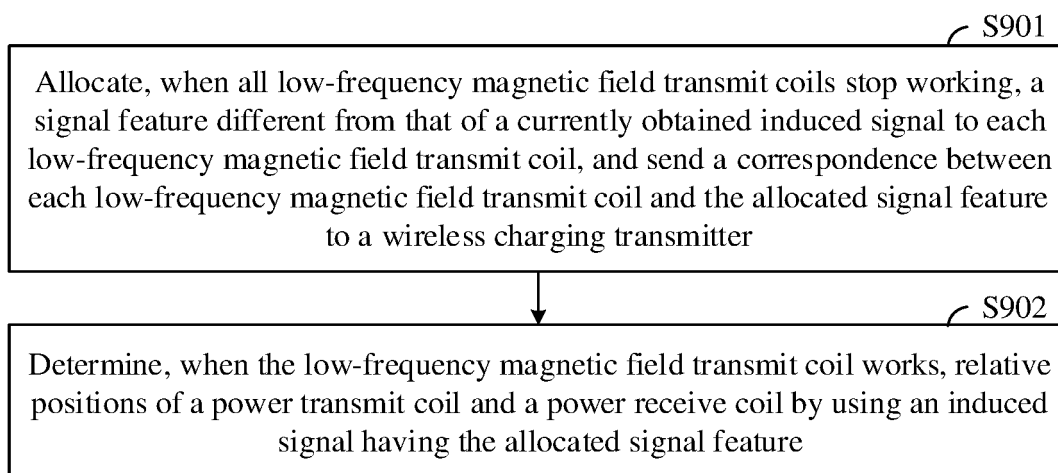 S901
Allocate, when all low-frequency magnetic field transmit coils stop working, a
signal feature different from that of a currently obtained induced signal to each
low-frequency magnetic field transmit coil, and send a correspondence between
each low-frequency magnetic field transmit coil and the allocated signal feature
to a wireless charging transmitter
S902
Determine, when the low-frequency magnetic field transmit coil works, relative
positions of a power transmit coil and a power receive coil by using an induced
signal having the allocated signal feature